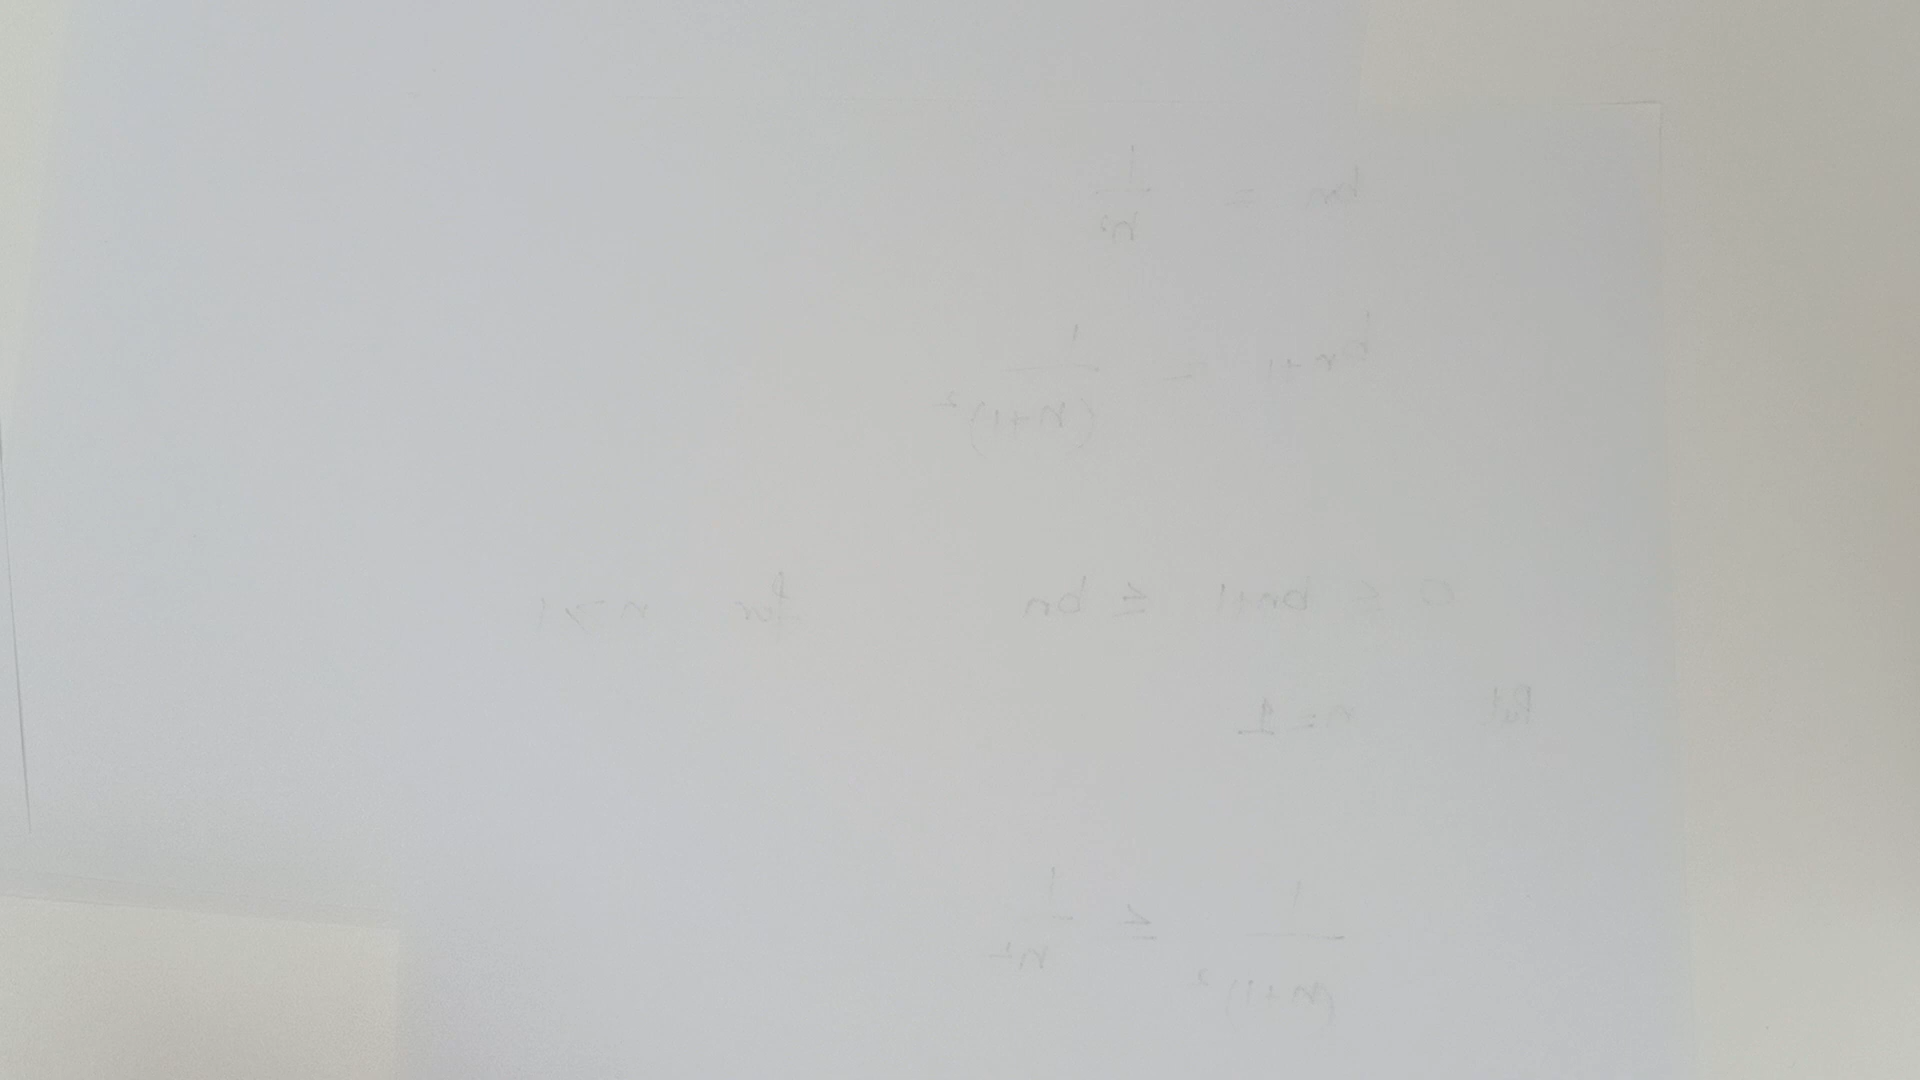 bn = 1/n²
bn+1 = 1/(n+1)²
0 ≤ bn+1 ≤ bn for n>1
Put n=1
1/(n+1)² ≤ 1/n²